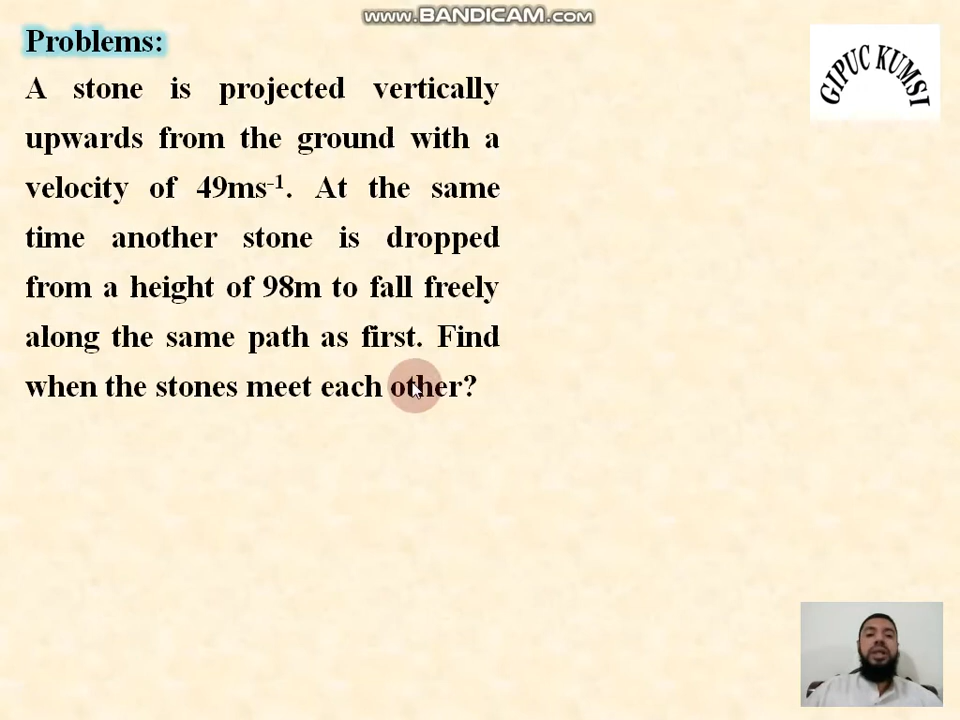 www.BANDICAM.com
Problems:
A stone is projected vertically
upwards from the ground with a
velocity of 49ms⁻¹. At the same
time another stone is dropped
from a height of 98m to fall freely
along the same path as first. Find
when the stones meet each other?
GIPUC KUMSI